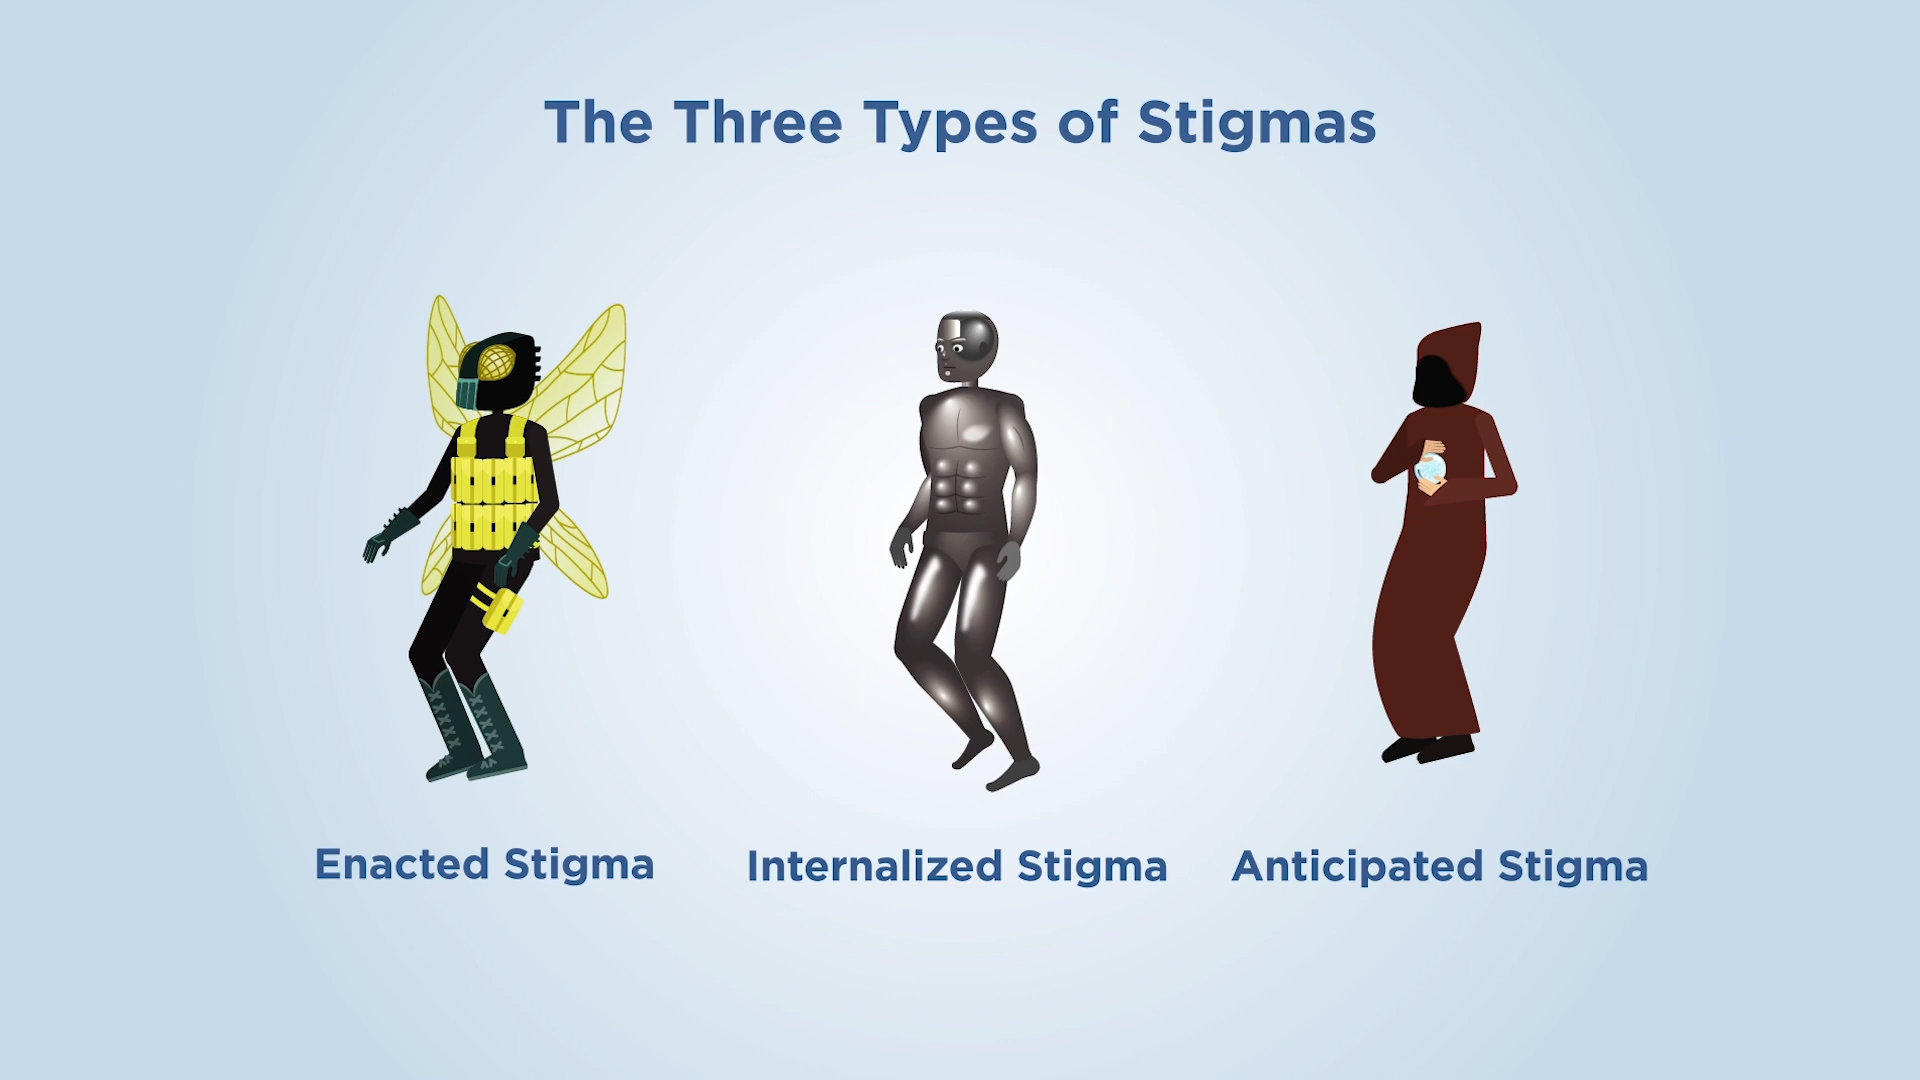 The Three Types of Stigmas
Enacted Stigma
Internalized Stigma
Anticipated Stigma